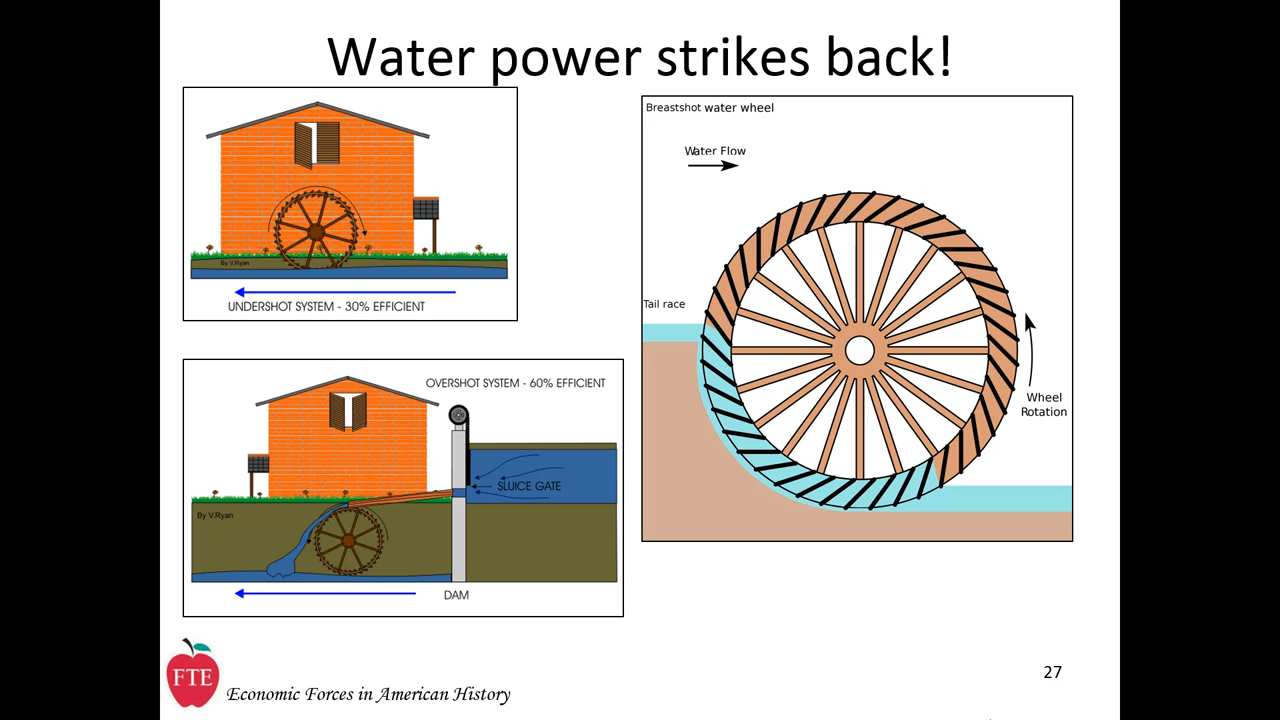 Water power strikes back!
By V.Ryan
UNDERSHOT SYSTEM - 30% EFFICIENT
Breastshot water wheel
Water Flow
Tail race
Wheel
Rotation
OVERSHOT SYSTEM - 60% EFFICIENT
SLUICE GATE
By V.Ryan
DAM
FTE
Economic Forces in American History
27